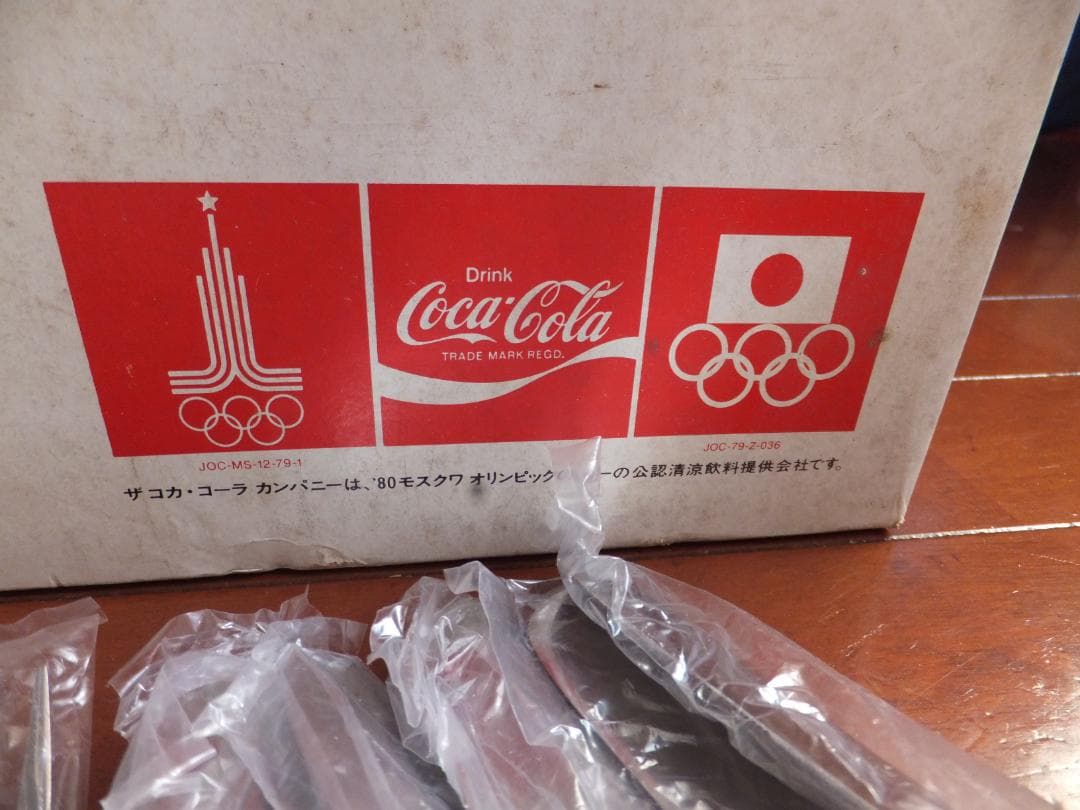 Drink
Coca-Cola
TRADE MARK REGD.
JOC-MS-12-79-1
JOC-79-Z-036
ザ コカ・コーラ カンパニーは、'80モスクワ オリンピック ーの公認清涼飲料提供会社です。